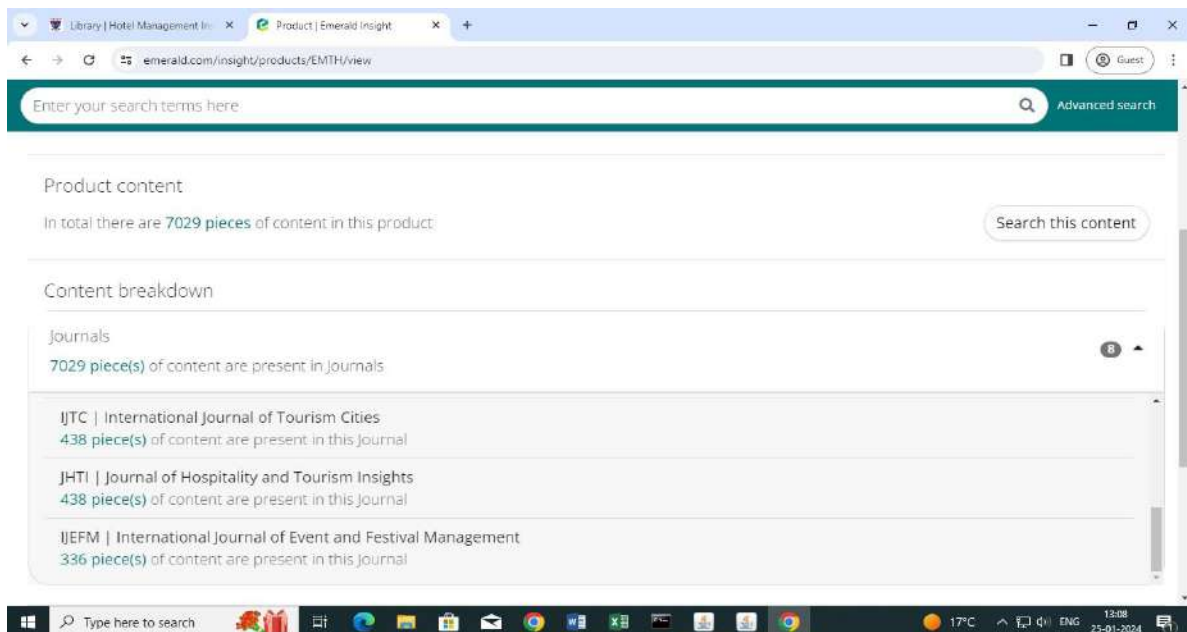 Library | Hotel Management In
Product | Emerald Insight
emerald.com/insight/products/EMTH/view
Guest
Enter your search terms here
Advanced search
Product content
In total there are 7029 pieces of content in this product
Search this content
Content breakdown
Journals
7029 piece(s) of content are present in Journals
8
IJTC | International Journal of Tourism Cities
438 piece(s) of content are present in this Journal
JHTI | Journal of Hospitality and Tourism Insights
438 piece(s) of content are present in this Journal
IJEFM | International Journal of Event and Festival Management
336 piece(s) of content are present in this Journal
Type here to search
17°C
ENG
13:08
25-01-2024